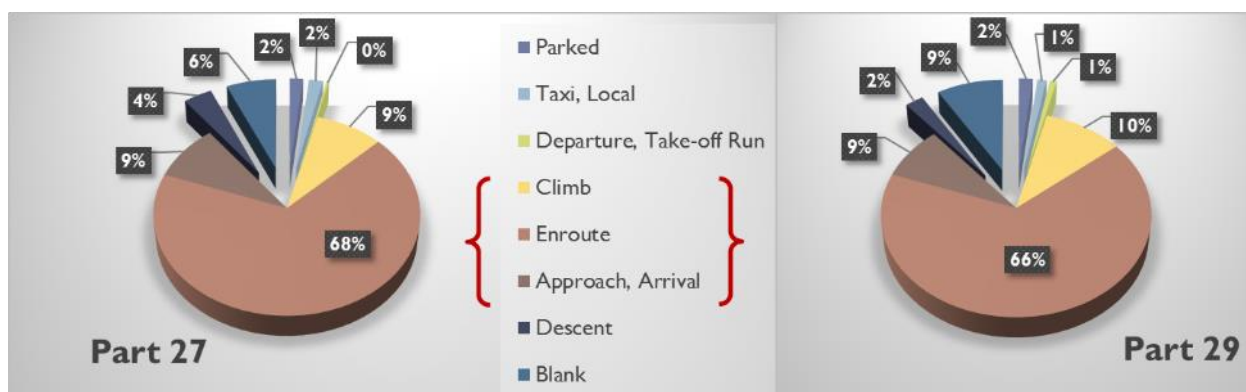 2%
2%
0%
6%
4%
9%
9%
68%
Part 27
Parked
Taxi, Local
Departure, Take-off Run
Climb
Enroute
Approach, Arrival
Descent
Blank
2%
1%
1%
9%
2%
10%
9%
66%
Part 29